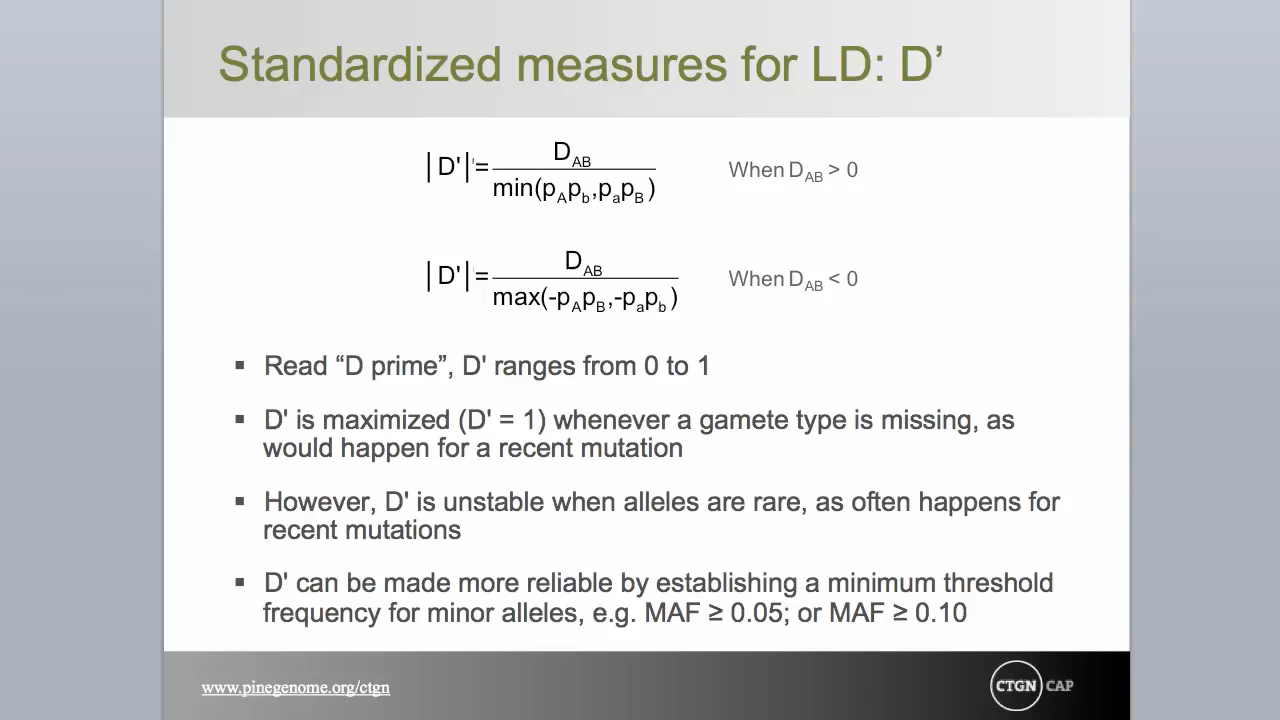 Standardized measures for LD: D’
|D'|'= D_AB / min(p_A p_b, p_a p_B) When D_AB > 0
|D'|= D_AB / max(-p_A p_B, -p_a p_b) When D_AB < 0
▪ Read “D prime”, D' ranges from 0 to 1
▪ D' is maximized (D' = 1) whenever a gamete type is missing, as
would happen for a recent mutation
▪ However, D' is unstable when alleles are rare, as often happens for
recent mutations
▪ D' can be made more reliable by establishing a minimum threshold
frequency for minor alleles, e.g. MAF ≥ 0.05; or MAF ≥ 0.10
www.pinegenome.org/ctgn
CTGN CAP